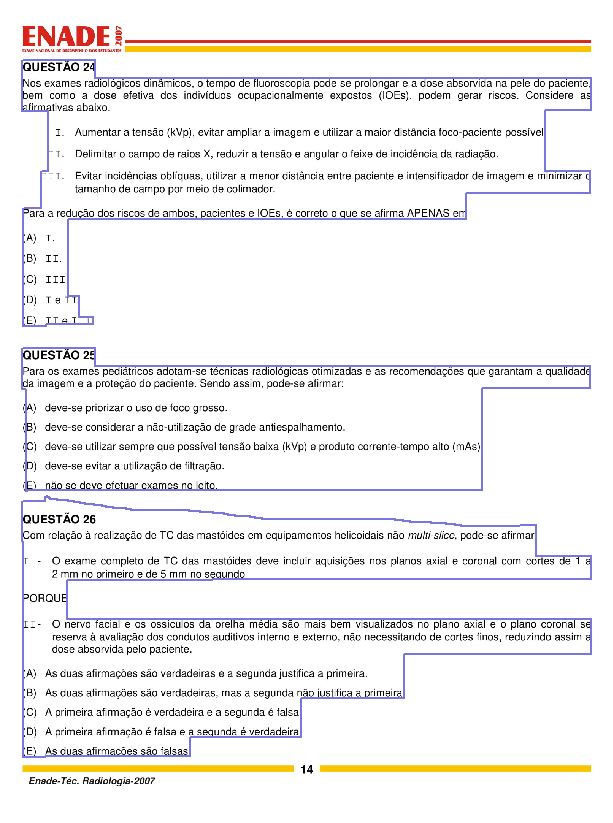 ENADE 2007
EXAME NACIONAL DE DESEMPENHO DOS ESTUDANTES
QUESTÃO 24
Nos exames radiológicos dinâmicos, o tempo de fluoroscopia pode se prolongar e a dose absorvida na pele do paciente,
bem como a dose efetiva dos indivíduos ocupacionalmente expostos (IOEs), podem gerar riscos. Considere as
afirmativas abaixo.
I. Aumentar a tensão (kVp), evitar ampliar a imagem e utilizar a maior distância foco-paciente possível
II. Delimitar o campo de raios X, reduzir a tensão e angular o feixe de incidência da radiação.
III. Evitar incidências oblíquas, utilizar a menor distância entre paciente e intensificador de imagem e minimizar o
tamanho de campo por meio de colimador.
Para a redução dos riscos de ambos, pacientes e IOEs, é correto o que se afirma APENAS em
(A) I.
(B) II.
(C) III
(D) I e II
(E) II e III
QUESTÃO 25
Para os exames pediátricos adotam-se técnicas radiológicas otimizadas e as recomendações que garantam a qualidade
da imagem e a proteção do paciente. Sendo assim, pode-se afirmar:
(A) deve-se priorizar o uso de foco grosso.
(B) deve-se considerar a não-utilização de grade antiespalhamento.
(C) deve-se utilizar sempre que possível tensão baixa (kVp) e produto corrente-tempo alto (mAs)
(D) deve-se evitar a utilização de filtração.
(E) não se deve efetuar exames no leito.
QUESTÃO 26
Com relação à realização de TC das mastóides em equipamentos helicoidais não multi-slice, pode-se afirmar
I - O exame completo de TC das mastóides deve incluir aquisições nos planos axial e coronal com cortes de 1 a
2 mm no primeiro e de 5 mm no segundo
PORQUE
II- O nervo facial e os ossículos da orelha média são mais bem visualizados no plano axial e o plano coronal se
reserva à avaliação dos condutos auditivos interno e externo, não necessitando de cortes finos, reduzindo assim a
dose absorvida pelo paciente.
(A) As duas afirmações são verdadeiras e a segunda justifica a primeira.
(B) As duas afirmações são verdadeiras, mas a segunda não justifica a primeira
(C) A primeira afirmação é verdadeira e a segunda é falsa
(D) A primeira afirmação é falsa e a segunda é verdadeira
(E) As duas afirmações são falsas
14
Enade-Téc. Radiologia-2007